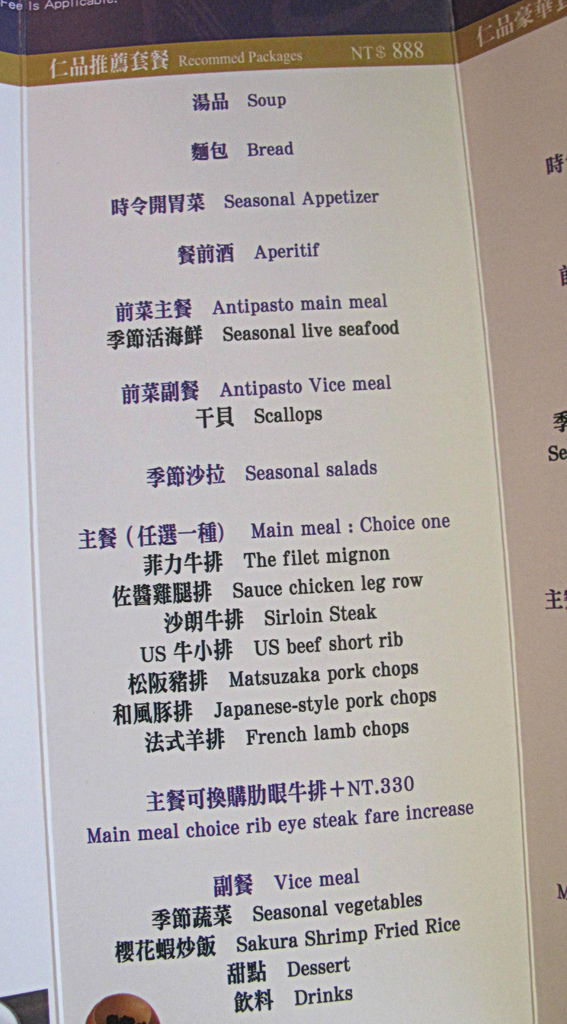 Fee Is Applicable.
仁品推薦套餐 Recommed Packages NT$ 888
湯品 Soup
麵包 Bread
時令開胃菜 Seasonal Appetizer
餐前酒 Aperitif
前菜主餐 Antipasto main meal
季節活海鮮 Seasonal live seafood
前菜副餐 Antipasto Vice meal
干貝 Scallops
季節沙拉 Seasonal salads
主餐 (任選一種) Main meal : Choice one
菲力牛排 The filet mignon
佐醬雞腿排 Sauce chicken leg row
沙朗牛排 Sirloin Steak
US 牛小排 US beef short rib
松阪豬排 Matsuzaka pork chops
和風豚排 Japanese-style pork chops
法式羊排 French lamb chops
主餐可換購肋眼牛排＋NT.330
Main meal choice rib eye steak fare increase
副餐 Vice meal
季節蔬菜 Seasonal vegetables
櫻花蝦炒飯 Sakura Shrimp Fried Rice
甜點 Dessert
飲料 Drinks
仁品豪華
時
前
季
Se
主
M